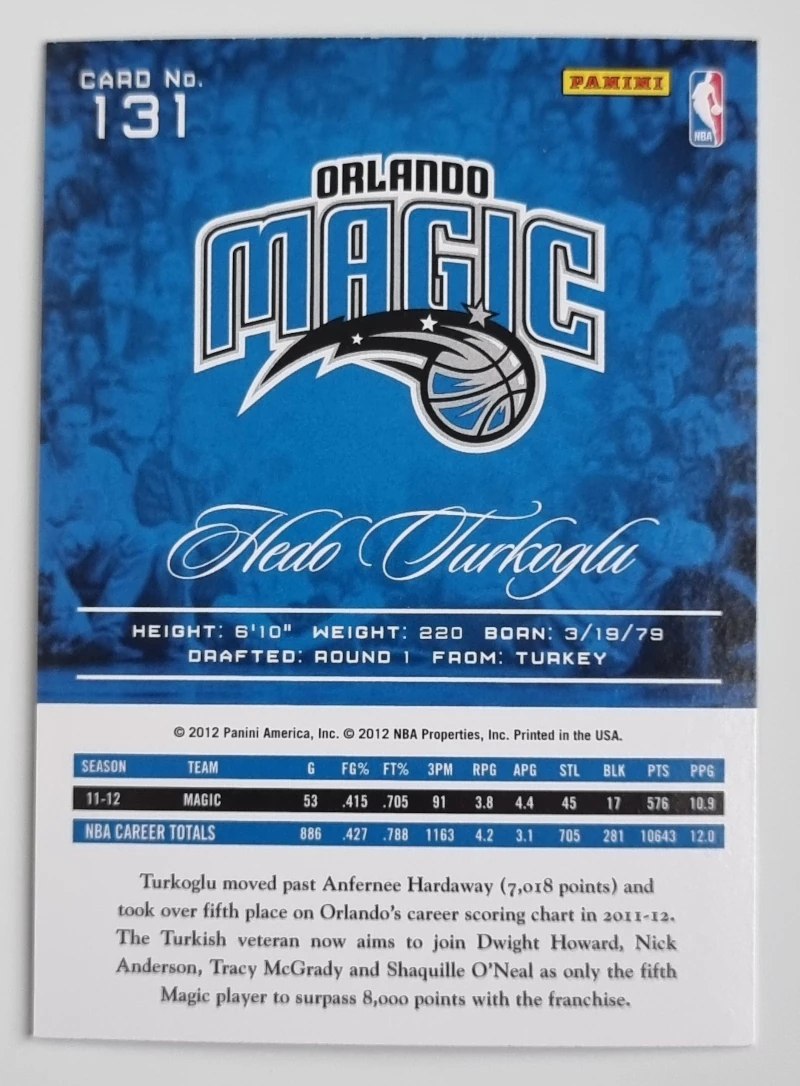 CARD No.
131
PANINI
NBA
ORLANDO
MAGIC
Hedo Turkoglu
HEIGHT: 6'10" WEIGHT: 220 BORN: 3/19/79
DRAFTED: ROUND 1 FROM: TURKEY
© 2012 Panini America, Inc. © 2012 NBA Properties, Inc. Printed in the USA.
SEASON TEAM G FG% FT% 3PM RPG APG STL BLK PTS PPG
11-12 MAGIC 53 .415 .705 91 3.8 4.4 45 17 576 10.9
NBA CAREER TOTALS 886 .427 .788 1163 4.2 3.1 705 281 10643 12.0
Turkoglu moved past Anfernee Hardaway (7,018 points) and
took over fifth place on Orlando's career scoring chart in 2011-12.
The Turkish veteran now aims to join Dwight Howard, Nick
Anderson, Tracy McGrady and Shaquille O'Neal as only the fifth
Magic player to surpass 8,000 points with the franchise.